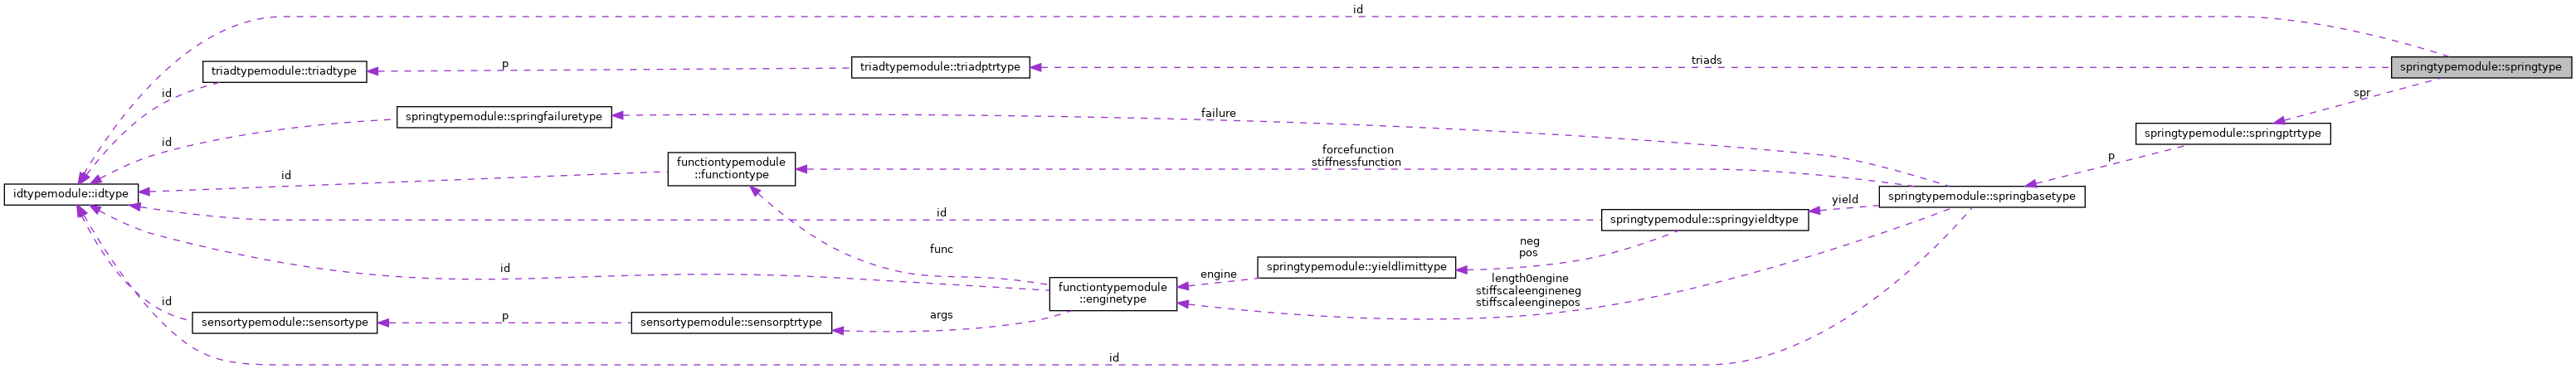 id
triadtypemodule::triadtype
p
triadtypemodule::triadptrtype
triads
springtypemodule::springtype
id
spr
springtypemodule::springfailuretype
failure
springtypemodule::springptrtype
id
functiontypemodule
::functiontype
forcefunction
stiffnessfunction
p
id
idtypemodule::idtype
springtypemodule::springbasetype
yield
id
springtypemodule::springyieldtype
func
neg
pos
id
engine
springtypemodule::yieldlimittype
length0engine
stiffscaleengineneg
stiffscaleenginepos
functiontypemodule
::enginetype
id
sensortypemodule::sensortype
p
sensortypemodule::sensorptrtype
args
id